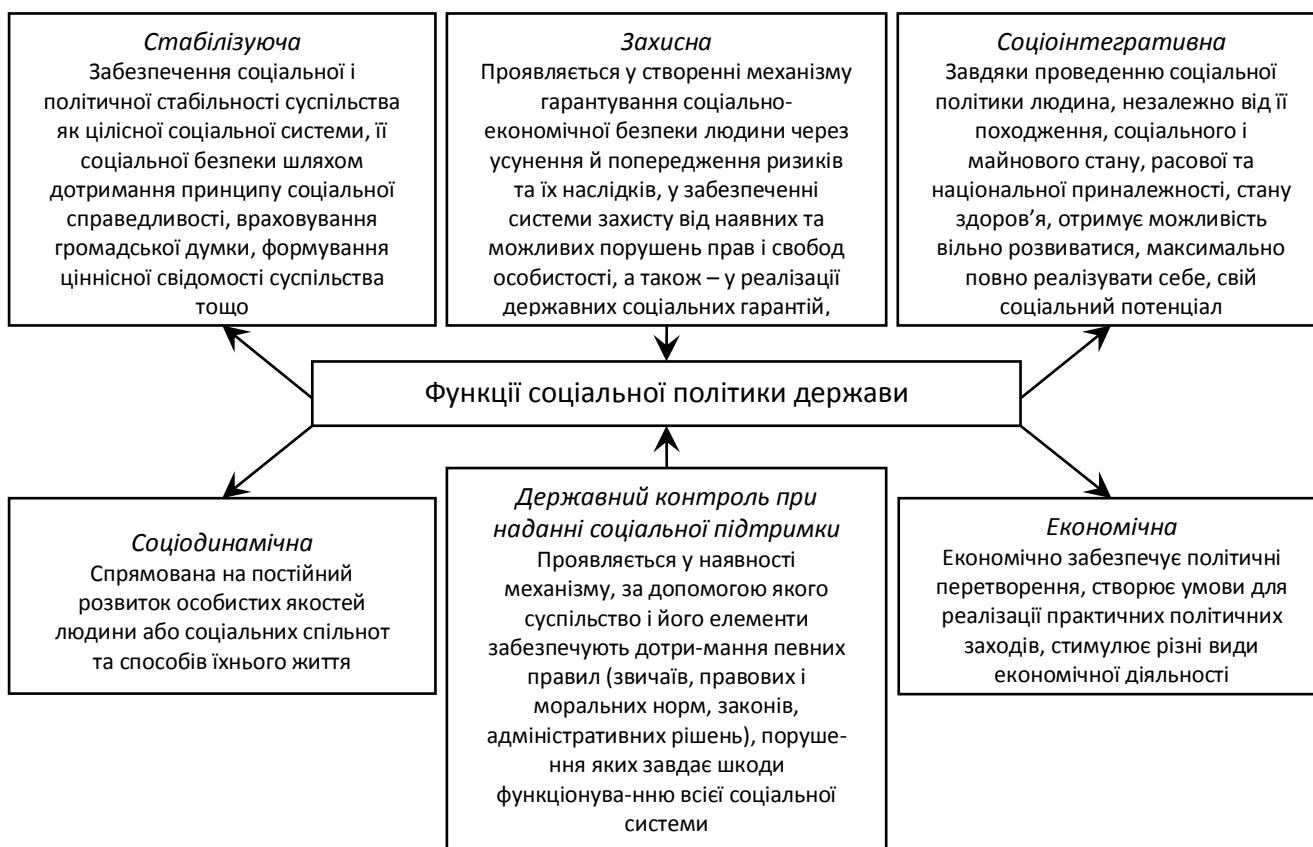 Стабілізуюча
Забезпечення соціальної і
політичної стабільності суспільства
як цілісної соціальної системи, її
соціальної безпеки шляхом
дотримання принципу соціальної
справедливості, враховування
громадської думки, формування
ціннісної свідомості суспільства
тощо
Захисна
Проявляється у створенні механізму
гарантування соціально-
економічної безпеки людини через
усунення й попередження ризиків
та їх наслідків, у забезпеченні
системи захисту від наявних та
можливих порушень прав і свобод
особистості, а також – у реалізації
державних соціальних гарантій,
Соціоінтегративна
Завдяки проведенню соціальної
політики людина, незалежно від її
походження, соціального і
майнового стану, расової та
національної приналежності, стану
здоров’я, отримує можливість
вільно розвиватися, максимально
повно реалізувати себе, свій
соціальний потенціал
Функції соціальної політики держави
Соціодинамічна
Спрямована на постійний
розвиток особистих якостей
людини або соціальних спільнот
та способів їхнього життя
Державний контроль при
наданні соціальної підтримки
Проявляється у наявності
механізму, за допомогою якого
суспільство і його елементи
забезпечують дотри-мання певних
правил (звичаїв, правових і
моральних норм, законів,
адміністративних рішень), поруше-
ння яких завдає шкоди
функціонува-нню всієї соціальної
системи
Економічна
Економічно забезпечує політичні
перетворення, створює умови для
реалізації практичних політичних
заходів, стимулює різні види
економічної діяльності